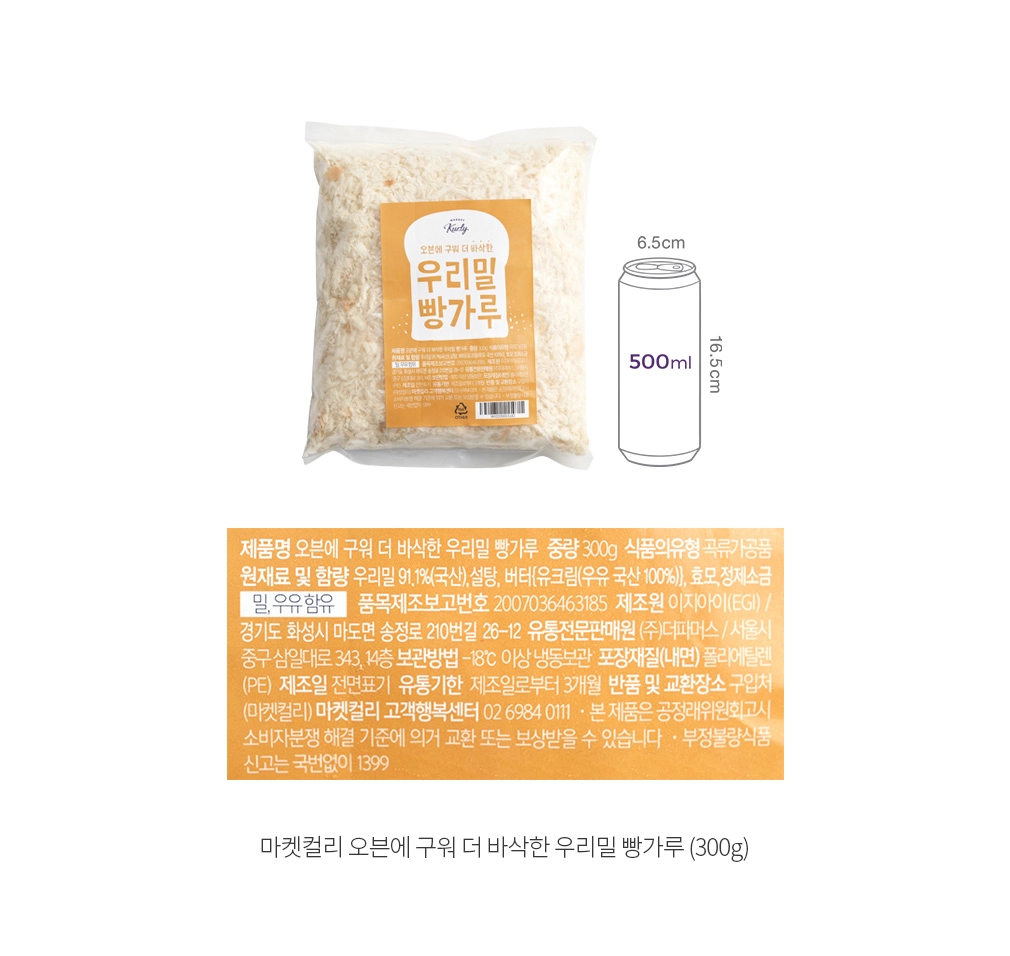 Kurly
오븐에 구워 더 바삭한
우리밀
빵가루
6.5cm
500ml
16.5cm
제품명 오븐에 구워 더 바삭한 우리밀 빵가루 중량 300g 식품의유형 곡류가공품
원재료 및 함량 우리밀 91.1%(국산),설탕, 버터{유크림(우유 국산 100%)}, 효모,정제소금
밀,우유 함유 품목제조보고번호 2007036463185 제조원 이지아이(EGI) /
경기도 화성시 마도면 송정로 210번길 26-12 유통전문판매원 (주)더파머스 / 서울시
중구 삼일대로 343, 14층 보관방법 -18℃ 이상 냉동보관 포장재질(내면) 폴리에틸렌
(PE) 제조일 전면표기 유통기한 제조일로부터 3개월 반품 및 교환장소 구입처
(마켓컬리) 마켓컬리 고객행복센터 02 6984 0111 · 본 제품은 공정래위원회고시
소비자분쟁 해결 기준에 의거 교환 또는 보상받을 수 있습니다 · 부정불량식품
신고는 국번없이 1399
마켓컬리 오븐에 구워 더 바삭한 우리밀 빵가루 (300g)